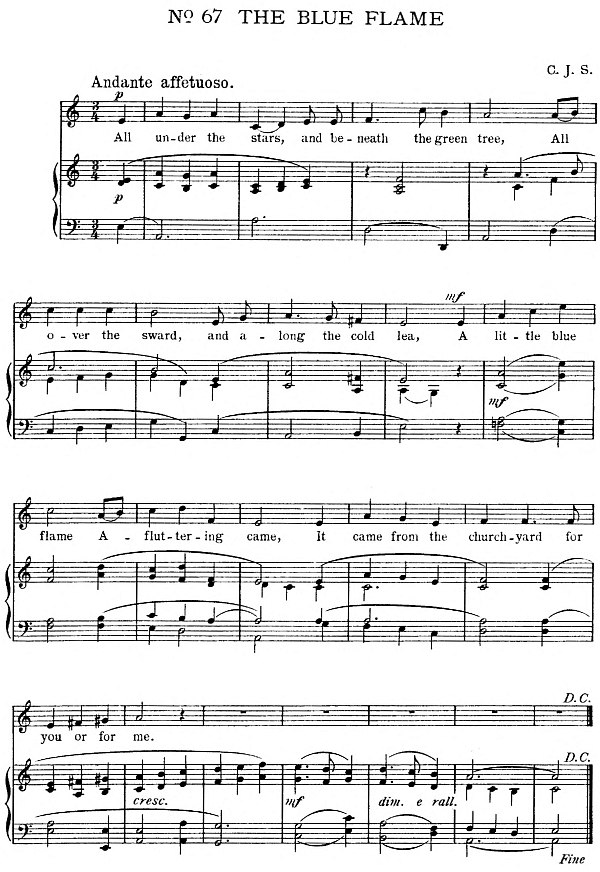 Nº 67 THE BLUE FLAME
C. J. S.
Andante affetuoso.
p
All un-der the stars, and be-neath the green tree, All
p
mf
o - ver the sward, and a - long the cold lea, A lit - tle blue
mf
flame A - flut - ter - ing came, It came from the church-yard for
D. C.
you or for me.
D. C.
cresc. mf dim. e rall.
Fine